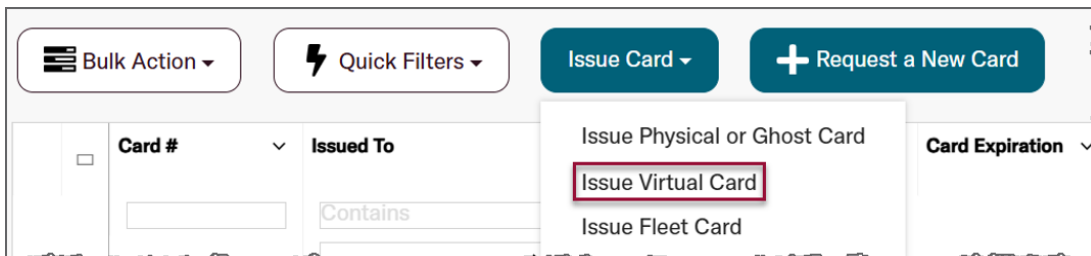 Bulk Action
Quick Filters
Issue Card
Request a New Card
Card #
Issued To
Card Expiration
Contains
Issue Physical or Ghost Card
Issue Virtual Card
Issue Fleet Card